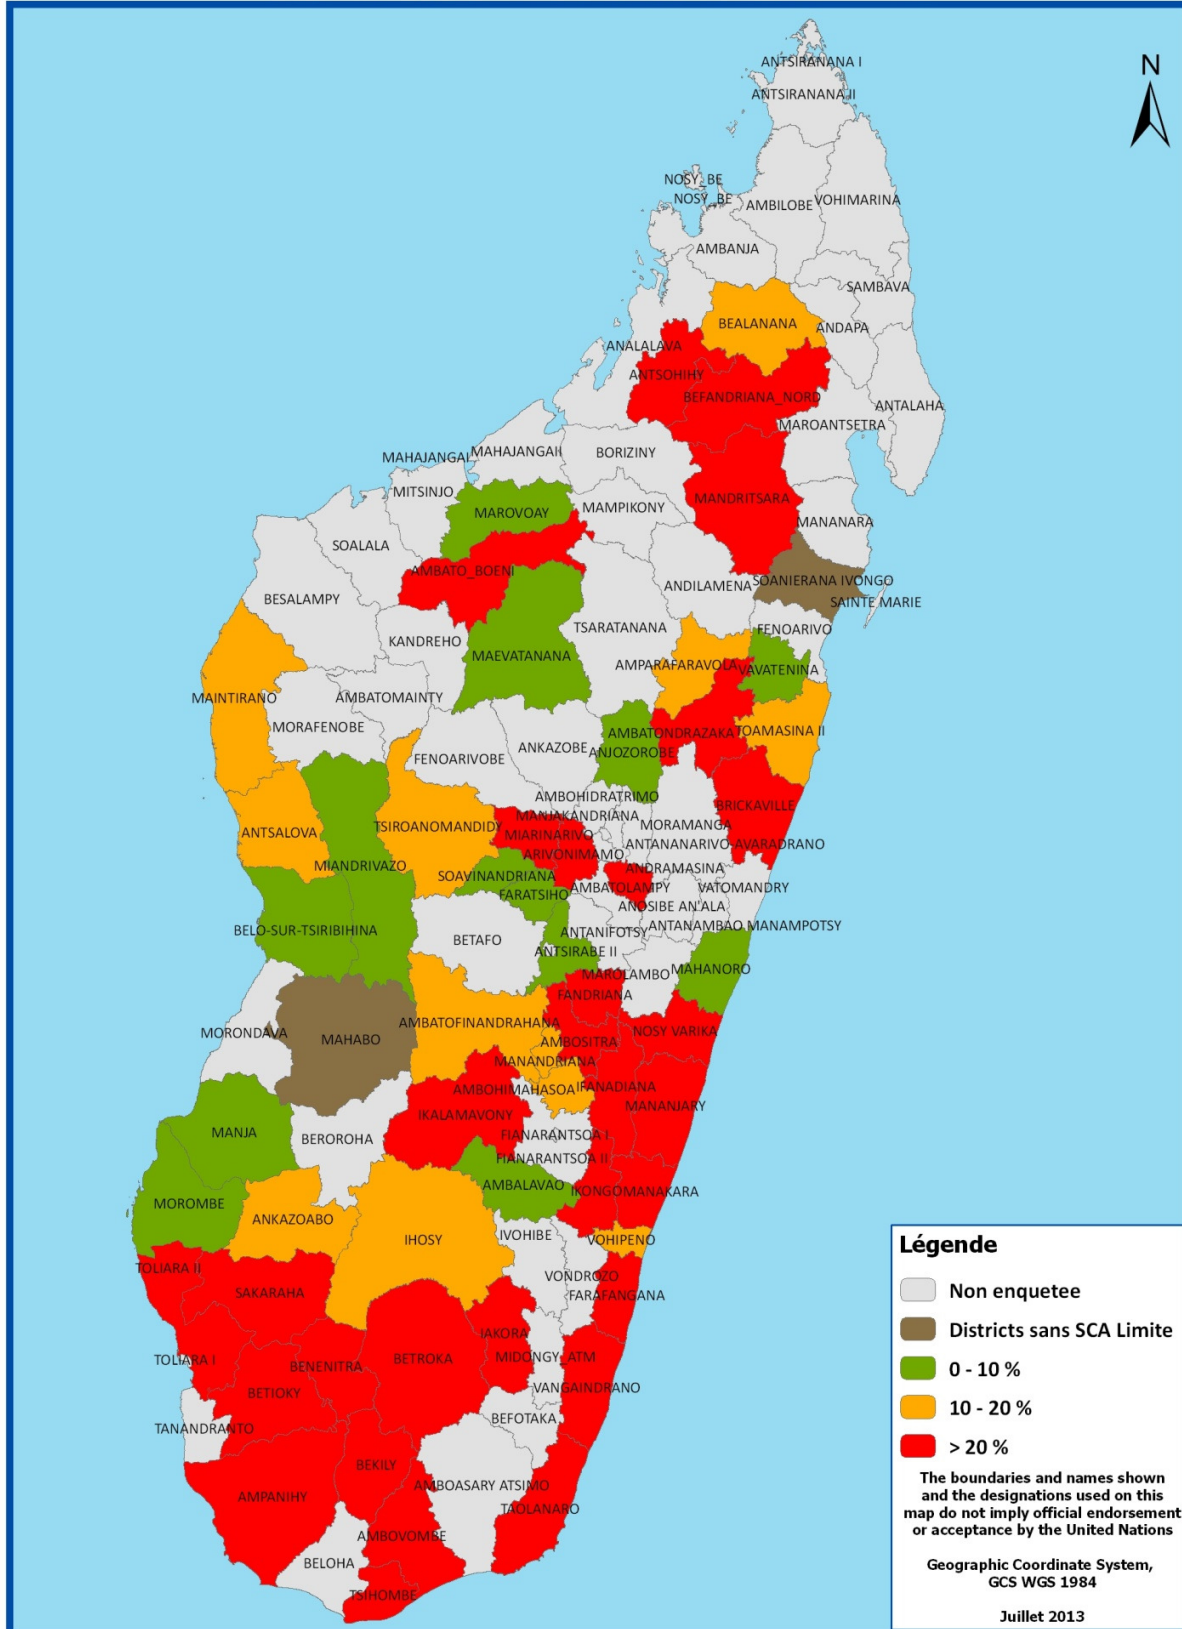 N
ANTSIRANANA I
ANTSIRANANA II
NOSY_BE
NOSY_BE
AMBILOBE
VOHIMARINA
AMBANJA
SAMBAVA
BEALANANA
ANDAPA
ANALALAVA
ANTSOHIHY
BEFANDRIANA_NORD
ANTALAHA
MAROANTSETRA
MAHAJANGAI
MAHAJANGAII
BORIZINY
MITSINJO
MANDRITSARA
MAROVOAY
MAMPIKONY
MANANARA
SOALALA
AMBATO_BOENI
ANDILAMENA
SOANIERANA IVONGO
BESALAMPY
SAINTE MARIE
KANDREHO
TSARATANANA
FENOARIVO
MAEVATANANA
AMPARAFARAVOLA
VAVATENINA
MAINTIRANO
AMBATOMAINTY
MORAFENOBE
AMBATONDRAZAKA
TOAMASINA II
ANKAZOBE
ANJOZOROBE
FENOARIVOBE
AMBOHIDRATRIMO
BRICKAVILLE
MANJAKANDRIANA
TSIROANOMANDIDY
MORAMANGA
ANTSALOVA
MIARINARIVO
ANTANANARIVO-AVARADRANO
ARIVONIMAMO
MIANDRIVAZO
ANDRAMASINA
SOAVINANDRIANA
AMBATOLAMPY
VATOMANDRY
FARATSIHO
ANOSIBE AN'ALA
BELO-SUR-TSIRIBIHINA
ANTANIFOTSY
ANTANAMBAO MANAMPOTSY
BETAFO
ANTSIRABE II
MAHANORO
MAROLAMBO
FANDRIANA
AMBATOFINANDRAHANA
MORONDAVA
NOSY VARIKA
MAHABO
AMBOSITRA
MANANDRIANA
AMBOHIMAHASOA
IFANADIANA
MANANJARY
IKALAMAVONY
MANJA
FIANARANTSOA I
BEROROHA
FIANARANTSOA II
AMBALAVAO
IKONGO
MANAKARA
MOROMBE
ANKAZOABO
IVOHIBE
IHOSY
VOHIPENO
TOLIARA II
VONDROZO
SAKARAHA
FARAFANGANA
IAKORA
TOLIARA I
BENENITRA
BETROKA
MIDONGY_ATM
BETIOKY
VANGAINDRANO
BEFOTAKA
TANANDRANTO
BEKILY
AMBOASARY ATSIMO
AMPANIHY
TAOLANARO
AMBOVOMBE
BELOHA
TSIHOMBE
Légende
Non enquetee
Districts sans SCA Limite
0 - 10 %
10 - 20 %
> 20 %
The boundaries and names shown
and the designations used on this
map do not imply official endorsement
or acceptance by the United Nations
Geographic Coordinate System,
GCS WGS 1984
Juillet 2013